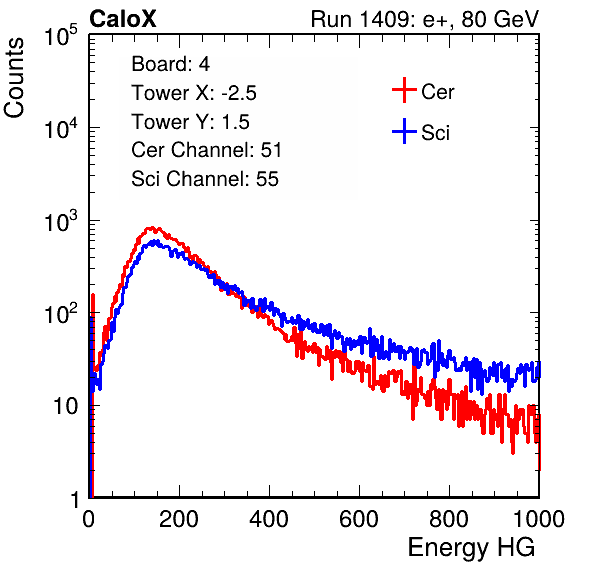 CaloX Run 1409: e+, 80 GeV
Counts
Board: 4
Tower X: -2.5
Tower Y: 1.5
Cer Channel: 51
Sci Channel: 55
Cer
Sci
10^5
10^4
10^3
10^2
10
1
0 200 400 600 800 1000
Energy HG